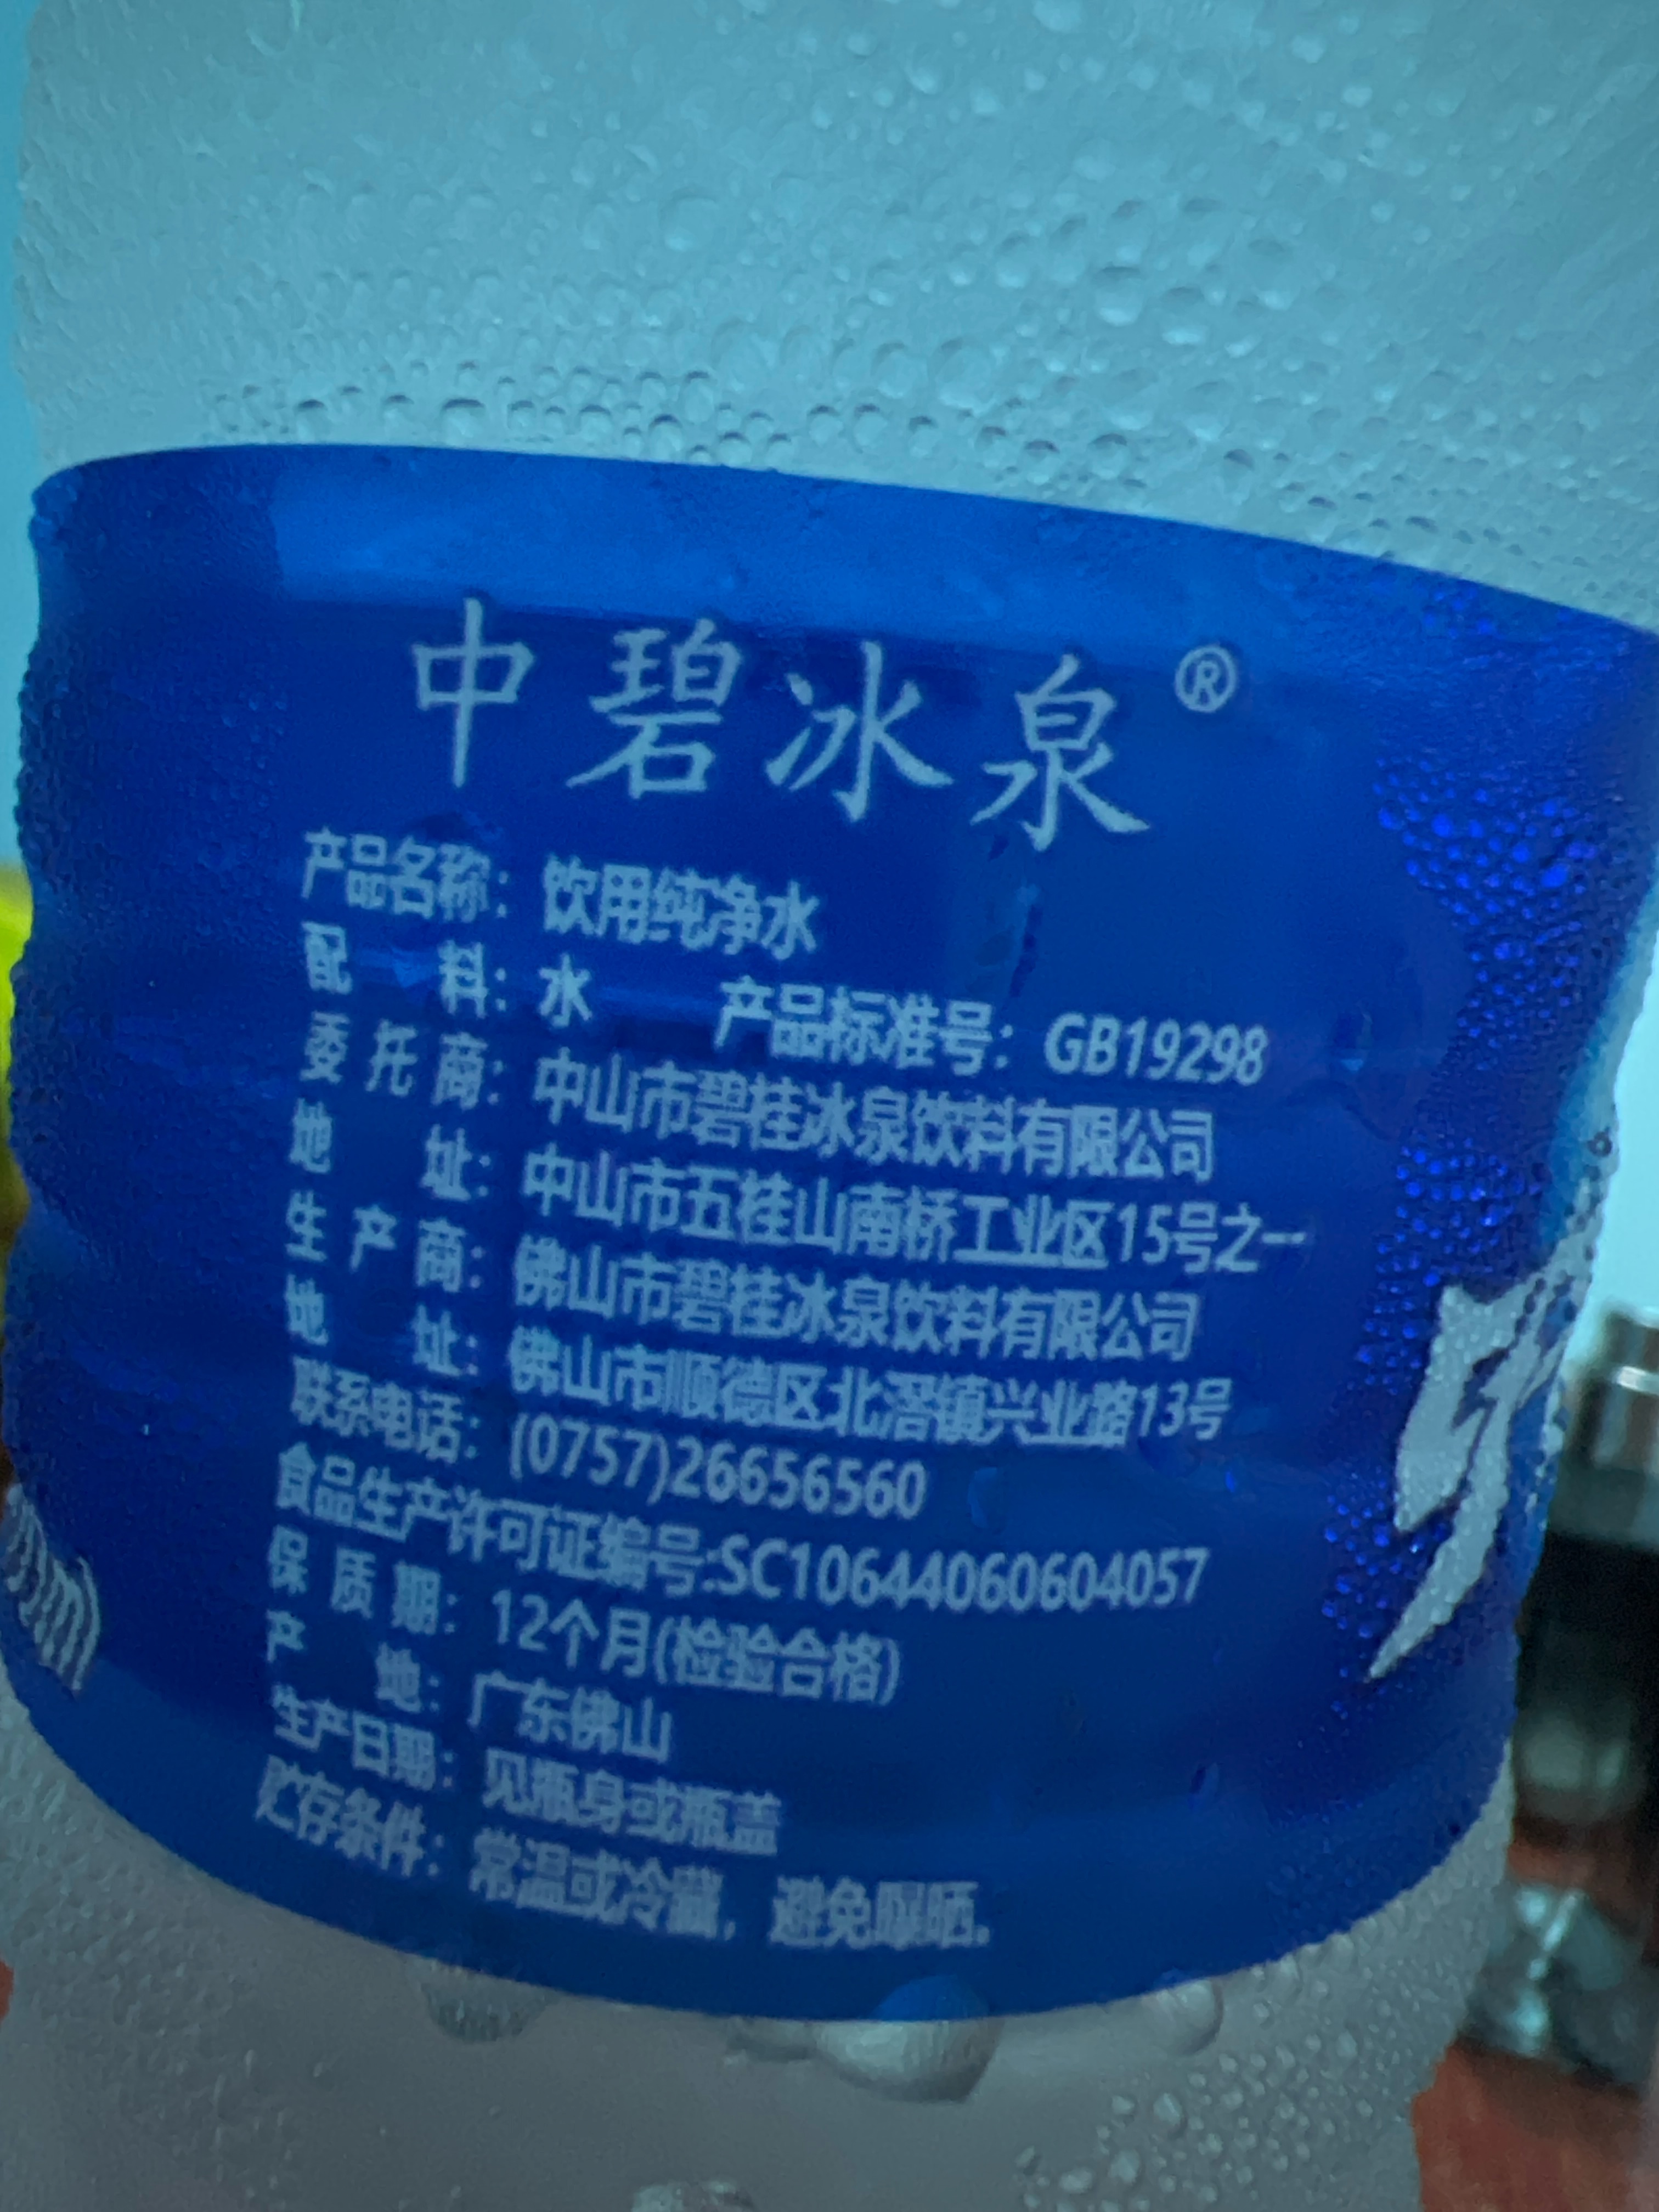 中碧冰泉®
产品名称：饮用纯净水
配料：水 产品标准号：GB19298
委托商：中山市碧桂冰泉饮料有限公司
地址：中山市五桂山南桥工业区15号之一
生产商：佛山市碧桂冰泉饮料有限公司
地址：佛山市顺德区北滘镇兴业路13号
联系电话：(0757)26656560
食品生产许可证编号:SC10644060604057
保质期：12个月(检验合格)
产地：广东佛山
生产日期：见瓶身或瓶盖
贮存条件：常温或冷藏，避免曝晒。